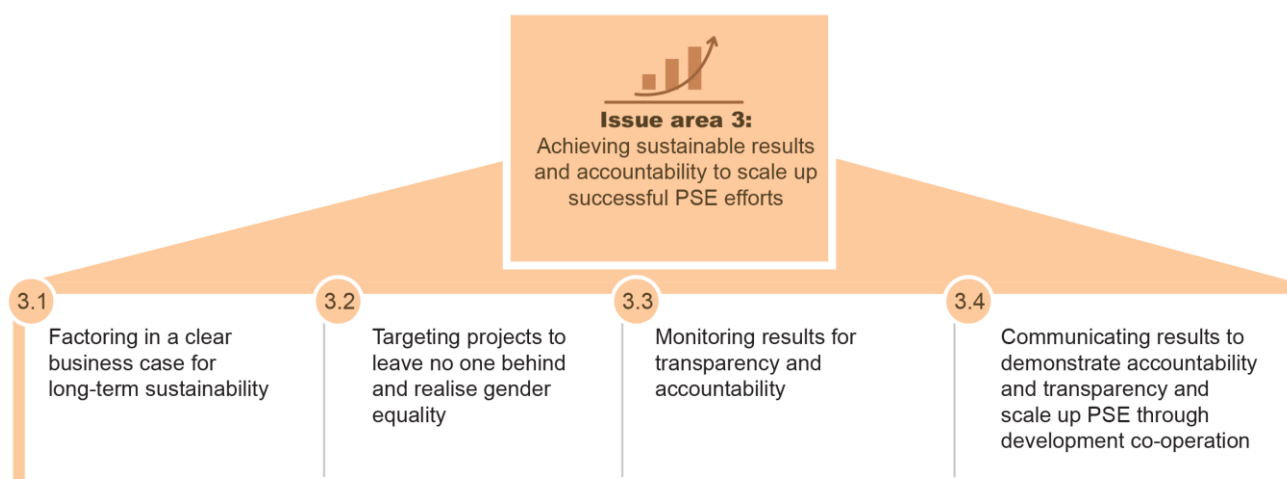 Issue area 3:
Achieving sustainable results
and accountability to scale up
successful PSE efforts
3.1
Factoring in a clear
business case for
long-term sustainability
3.2
Targeting projects to
leave no one behind
and realise gender
equality
3.3
Monitoring results for
transparency and
accountability
3.4
Communicating results to
demonstrate accountability
and transparency and
scale up PSE through
development co-operation